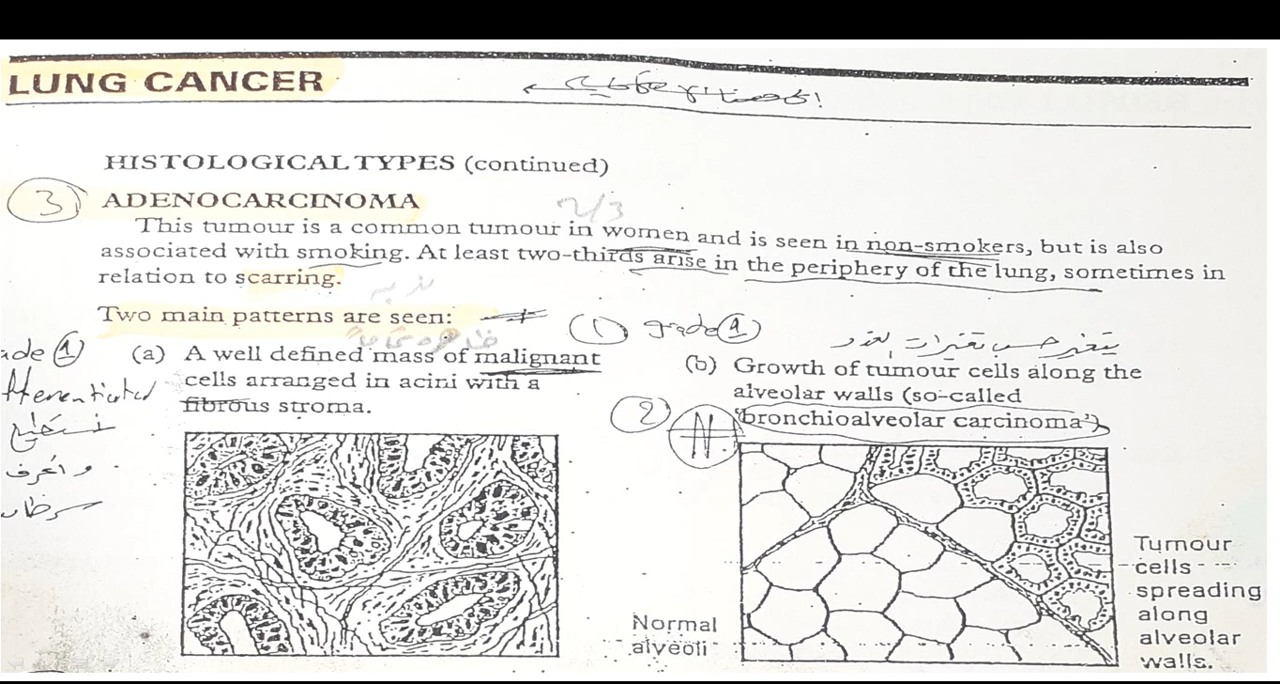 LUNG CANCER
HISTOLOGICAL TYPES (continued)
3 ADENOCARCINOMA
2/3
This tumour is a common tumour in women and is seen in non-smokers, but is also
associated with smoking. At least two-thirds arise in the periphery of the lung, sometimes in
relation to scarring.
ندبه
Two main patterns are seen:
(1) grade 1
(a) A well defined mass of malignant
cells arranged in acini with a
fibrous stroma.
نستطيع
و اعرف
سرطان
(b) Growth of tumour cells along the
alveolar walls (so-called
2 N 'bronchioalveolar carcinoma')
Normal
alveoli
Tumour
cells
spreading
along
alveolar
walls.